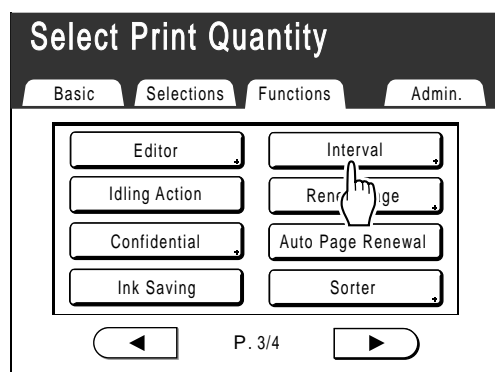 Select Print Quantity
Basic Selections Functions Admin.
Editor Interval
Idling Action
Confidential Auto Page Renewal
Ink Saving Sorter
P. 3/4